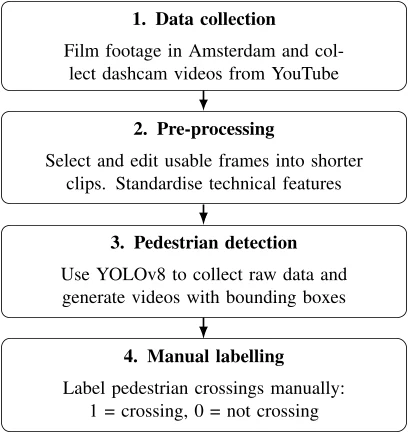 1. Data collection
Film footage in Amsterdam and col-
lect dashcam videos from YouTube
2. Pre-processing
Select and edit usable frames into shorter
clips. Standardise technical features
3. Pedestrian detection
Use YOLOv8 to collect raw data and
generate videos with bounding boxes
4. Manual labelling
Label pedestrian crossings manually:
1 = crossing, 0 = not crossing